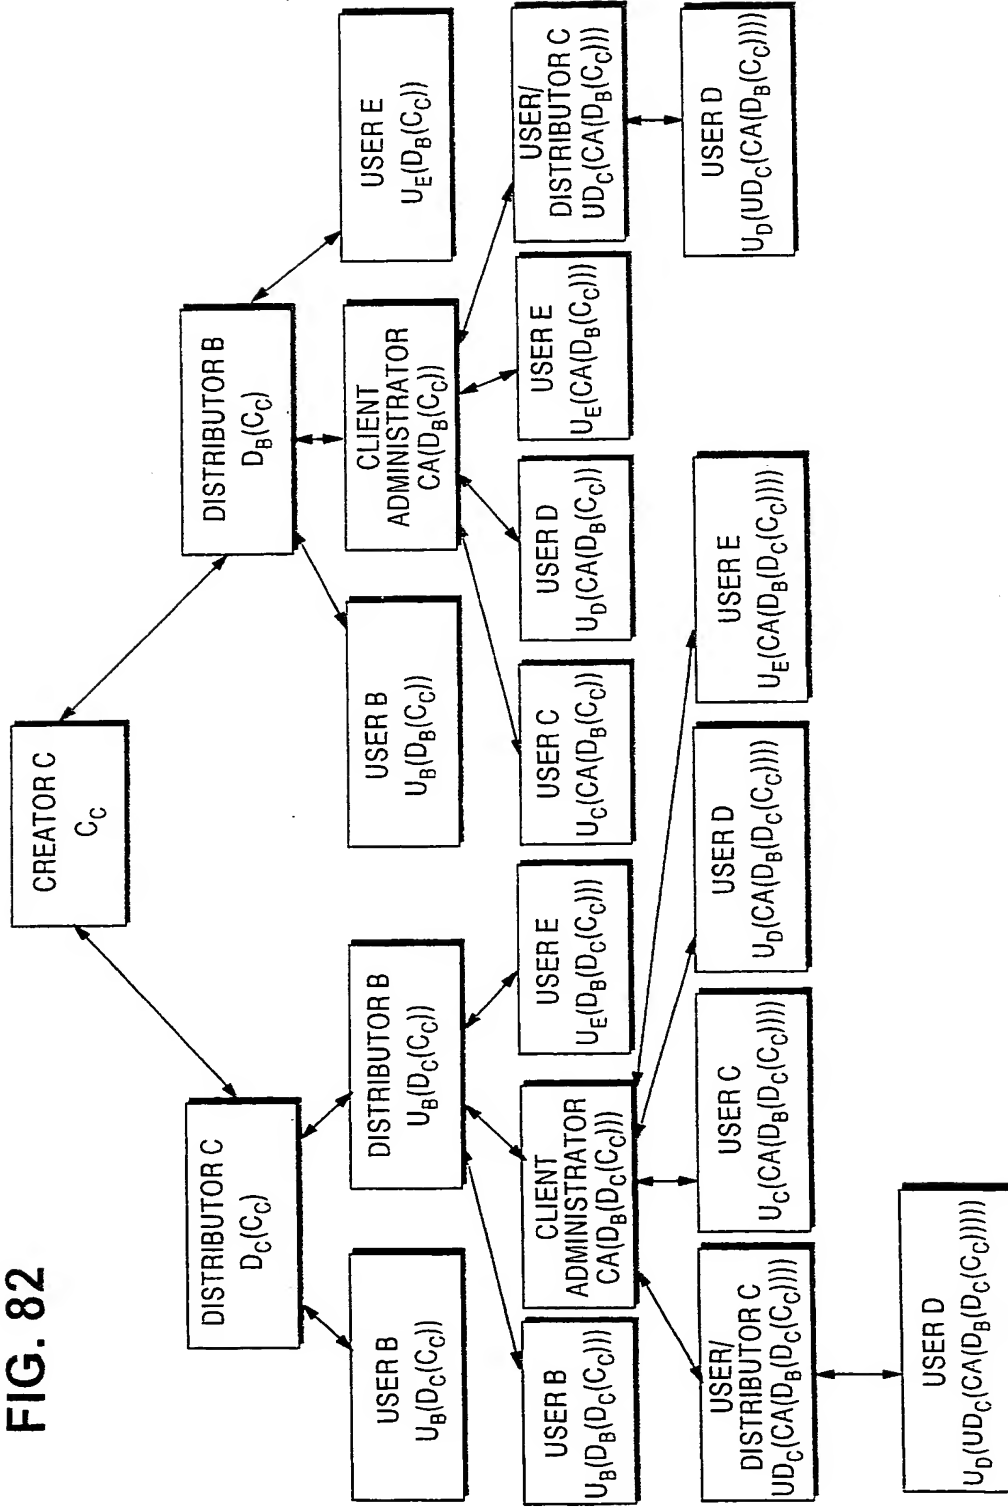 FIG. 82
CREATOR C
C_C
DISTRIBUTOR C
D_C(C_C)
DISTRIBUTOR B
D_B(C_C)
USER B
U_B(D_C(C_C))
DISTRIBUTOR B
U_B(D_C(C_C))
USER B
U_B(D_B(C_C))
CLIENT
ADMINISTRATOR
CA(D_B(C_C))
USER E
U_E(D_B(C_C))
USER B
U_B(D_B(D_C(C_C)))
CLIENT
ADMINISTRATOR
CA(D_B(D_C(C_C)))
USER E
U_E(D_B(D_C(C_C)))
USER C
U_C(CA(D_B(C_C))
USER D
U_D(CA(D_B(C_C))
USER E
U_E(CA(D_B(C_C)))
USER/
DISTRIBUTOR C
UD_C(CA(D_B(C_C)))
USER/
DISTRIBUTOR C
UD_C(CA(D_B(D_C(C_C))))
USER C
U_C(CA(D_B(D_C(C_C))))
USER D
U_D(CA(D_B(D_C(C_C))))
USER E
U_E(CA(D_B(D_C(C_C))))
USER D
U_D(UD_C(CA(D_B(C_C))))
USER D
U_D(UD_C(CA(D_B(D_C(C_C)))))